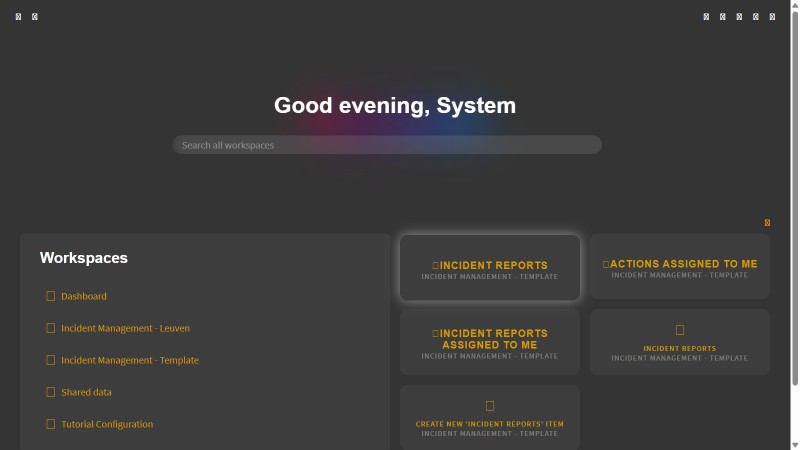 Good evening, System
Search all workspaces
Workspaces
Dashboard
Incident Management - Leuven
Incident Management - Template
Shared data
Tutorial Configuration
INCIDENT REPORTS
INCIDENT MANAGEMENT - TEMPLATE
ACTIONS ASSIGNED TO ME
INCIDENT MANAGEMENT - TEMPLATE
INCIDENT REPORTS
ASSIGNED TO ME
INCIDENT MANAGEMENT - TEMPLATE
INCIDENT REPORTS
INCIDENT MANAGEMENT - TEMPLATE
CREATE NEW 'INCIDENT REPORTS' ITEM
INCIDENT MANAGEMENT - TEMPLATE